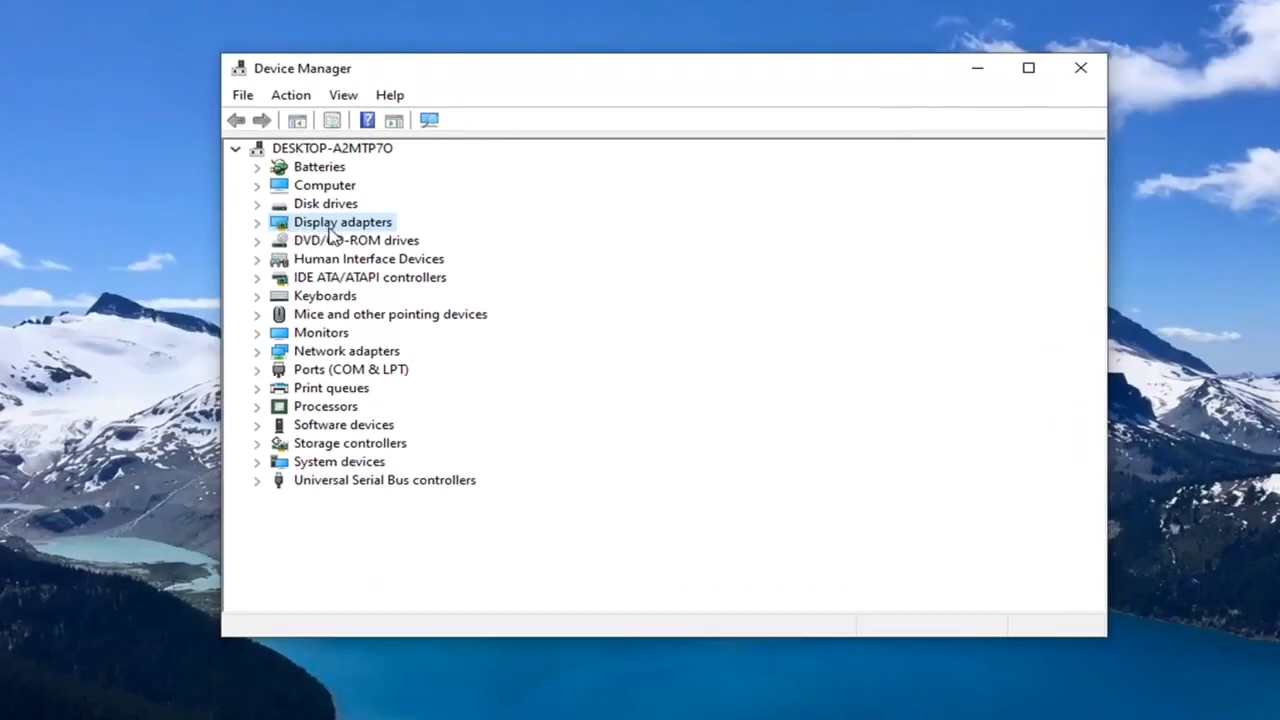 Device Manager
File Action View Help
DESKTOP-A2MTP7O
Batteries
Computer
Disk drives
Display adapters
DVD/CD-ROM drives
Human Interface Devices
IDE ATA/ATAPI controllers
Keyboards
Mice and other pointing devices
Monitors
Network adapters
Ports (COM & LPT)
Print queues
Processors
Software devices
Storage controllers
System devices
Universal Serial Bus controllers